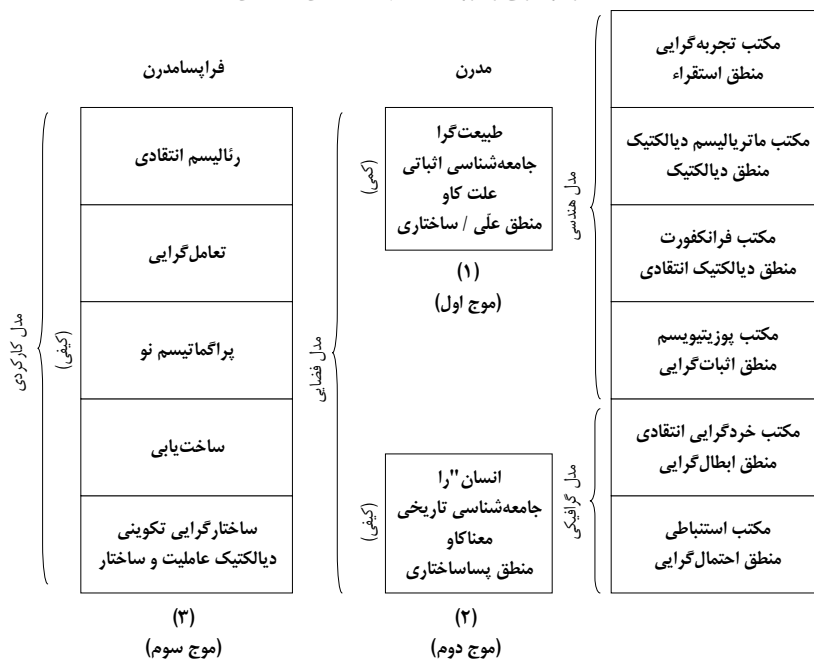 مکتب تجربه‌گرایی
منطق استقراء
مکتب ماتریالیسم دیالکتیک
منطق دیالکتیک
مکتب فرانکفورت
منطق دیالکتیک انتقادی
مکتب پوزیتیویسم
منطق اثبات‌گرایی
مکتب خردگرایی انتقادی
منطق ابطال‌گرایی
مکتب استنباطی
منطق احتمال‌گرایی
مدل هندسی
مدل گرافیکی
مدرن
طبیعت‌گرا
جامعه‌شناسی اثباتی
علت کاو
منطق علّی / ساختاری
(کمی)
(۱)
(موج اول)
انسان"را
جامعه‌شناسی تاریخی
معناکاو
منطق پساساختاری
(کیفی)
(۲)
(موج دوم)
مدل فضایی
فراپسامدرن
رئالیسم انتقادی
تعامل‌گرایی
پراگماتیسم نو
ساخت‌یابی
ساختارگرایی تکوینی
دیالکتیک عاملیت و ساختار
(کیفی)
مدل کارکردی
(۳)
(موج سوم)